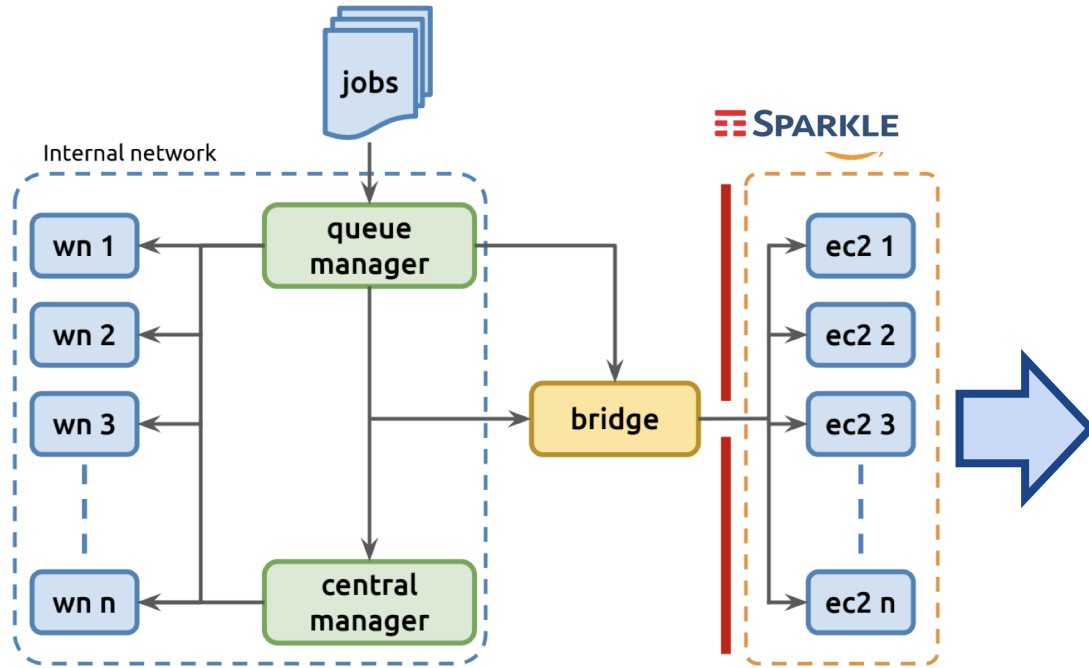 jobs
SPARKLE
Internal network
queue
manager
wn 1
ec2 1
wn 2
ec2 2
bridge
wn 3
ec2 3
central
manager
wn n
ec2 n